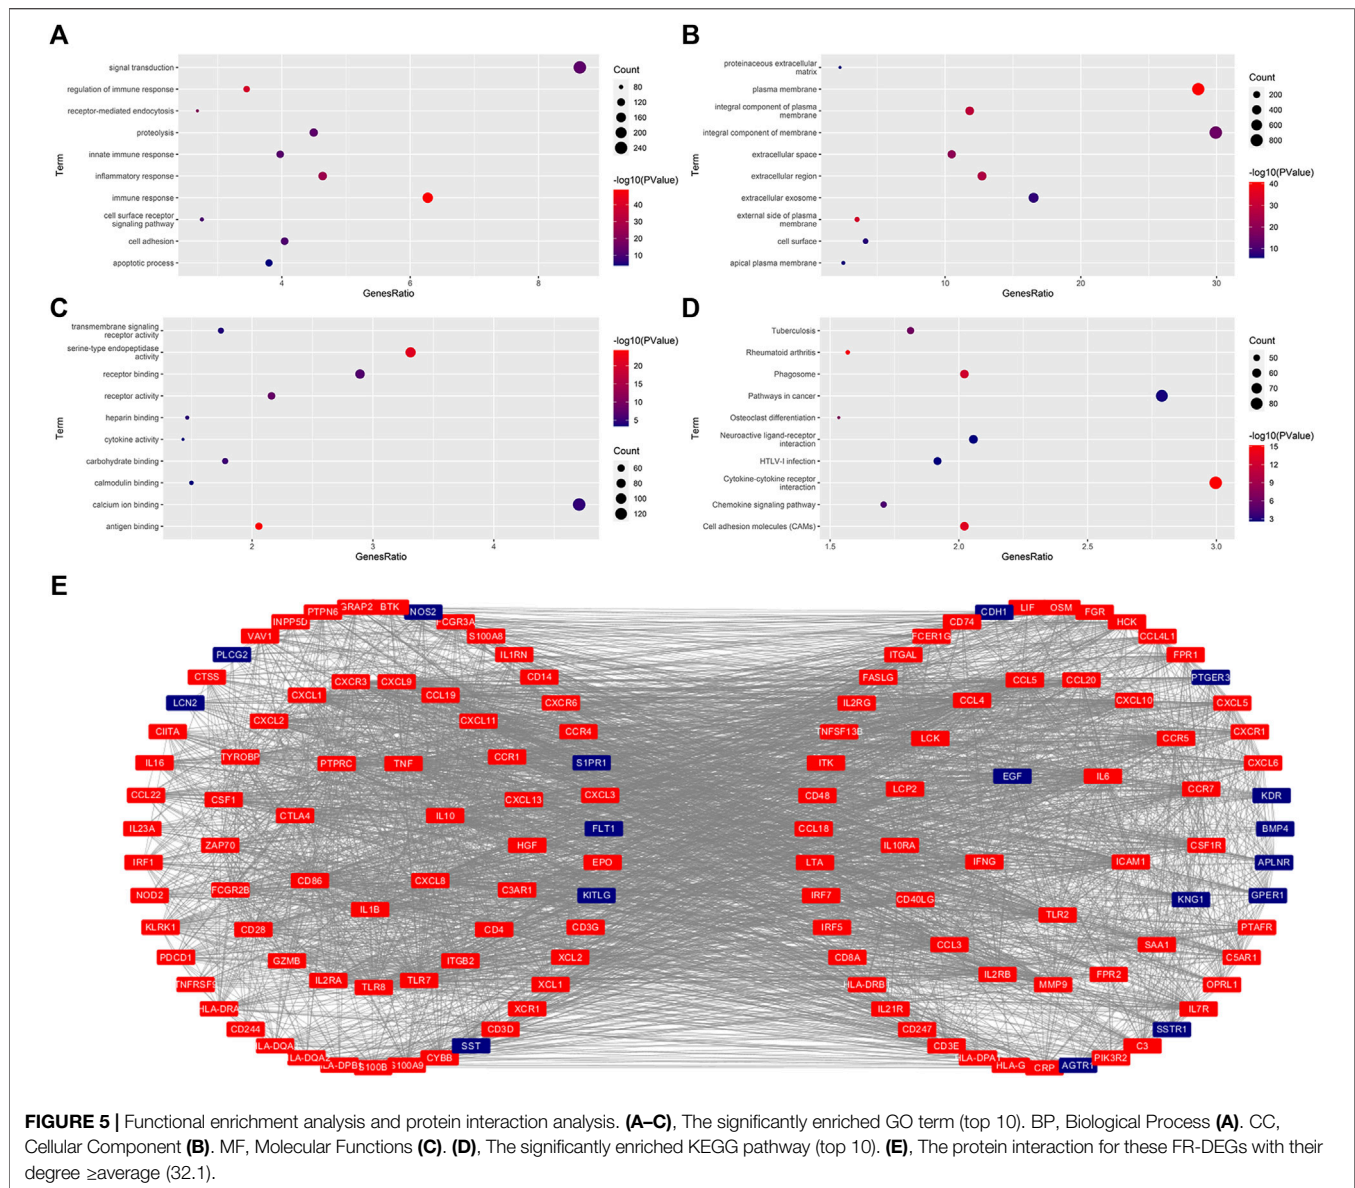 A
signal transduction
regulation of immune response
receptor-mediated endocytosis
proteolysis
innate immune response
inflammatory response
immune response
cell surface receptor
signaling pathway
cell adhesion
apoptotic process
Term
4
6
8
GenesRatio
Count
80
120
160
200
240
-log10(PValue)
40
30
20
10
B
proteinaceous extracellular
matrix
plasma membrane
integral component of plasma
membrane
integral component of membrane
extracellular space
extracellular region
extracellular exosome
external side of plasma
membrane
cell surface
apical plasma membrane
Term
10
20
30
GenesRatio
Count
200
400
600
800
-log10(PValue)
40
30
20
10
C
transmembrane signaling
receptor activity
serine-type endopeptidase
activity
receptor binding
receptor activity
heparin binding
cytokine activity
carbohydrate binding
calmodulin binding
calcium ion binding
antigen binding
Term
2
3
4
GenesRatio
-log10(PValue)
20
15
10
5
Count
60
80
100
120
D
Tuberculosis
Rheumatoid arthritis
Phagosome
Pathways in cancer
Osteoclast differentiation
Neuroactive ligand-receptor
interaction
HTLV-I infection
Cytokine-cytokine receptor
interaction
Chemokine signaling pathway
Cell adhesion molecules (CAMs)
Term
1.5
2.0
2.5
3.0
GenesRatio
Count
50
60
70
80
-log10(PValue)
15
12
9
6
3
E
GRAP2
BTK
NOS2
PTPN6
FCGR3A
INPP5D
S100A8
VAV1
IL1RN
PLCG2
CD14
CTSS
CXCR6
LCN2
CCR4
CIITA
S1PR1
IL16
CXCL3
CCL22
FLT1
IL23A
EPO
IRF1
KITLG
NOD2
CD3G
KLRK1
XCL2
PDCD1
XCL1
TNFRSF9
XCR1
HLA-DRA
CD3D
CD244
SST
LA-DQA
CYBB
LA-DQA2
S100A9
LA-DPB
S100B
CXCR3
CXCL9
CXCL1
CCL19
CXCL2
CXCL11
TYROBP
CCR1
PTPRC
TNF
CSF1
CXCL13
CTLA4
IL10
ZAP70
HGF
FCGR2B
CD86
CXCL8
C3AR1
IL1B
CD28
CD4
GZMB
ITGB2
IL2RA
TLR7
TLR8
CDH1
LIF
OSM
FGR
CD74
HCK
FCER1G
CCL4L1
ITGAL
FPR1
FASLG
PTGER3
IL2RG
CXCL5
TNFSF13B
CXCR1
ITK
CXCL6
CD48
KDR
CCL18
BMP4
LTA
APLNR
IRF7
GPER1
IRF5
PTAFR
CD8A
C5AR1
HLA-DRB
OPRL1
IL21R
IL7R
CD247
SSTR1
CD3E
C3
HLA-DPA
PIK3R2
HLA-G
CRP
AGTR1
CCL5
CCL20
CCL4
CXCL10
LCK
CCR5
EGF
IL6
LCP2
CCR7
IL10RA
CSF1R
IFNG
ICAM1
CD40LG
KNG1
TLR2
CCL3
SAA1
IL2RB
FPR2
MMP9
FIGURE 5 | Functional enrichment analysis and protein interaction analysis. (A–C), The significantly enriched GO term (top 10). BP, Biological Process (A). CC,
Cellular Component (B). MF, Molecular Functions (C). (D), The significantly enriched KEGG pathway (top 10). (E), The protein interaction for these FR-DEGs with their
degree ≥average (32.1).